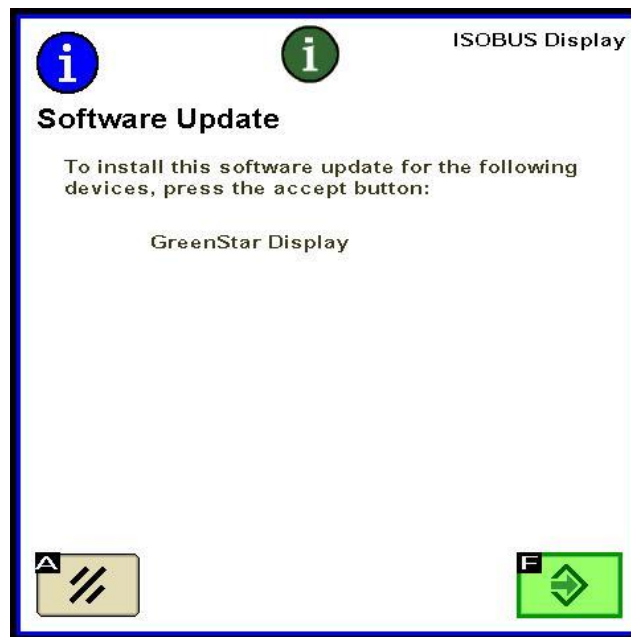 ISOBUS Display
Software Update
To install this software update for the following
devices, press the accept button:
GreenStar Display
A
F